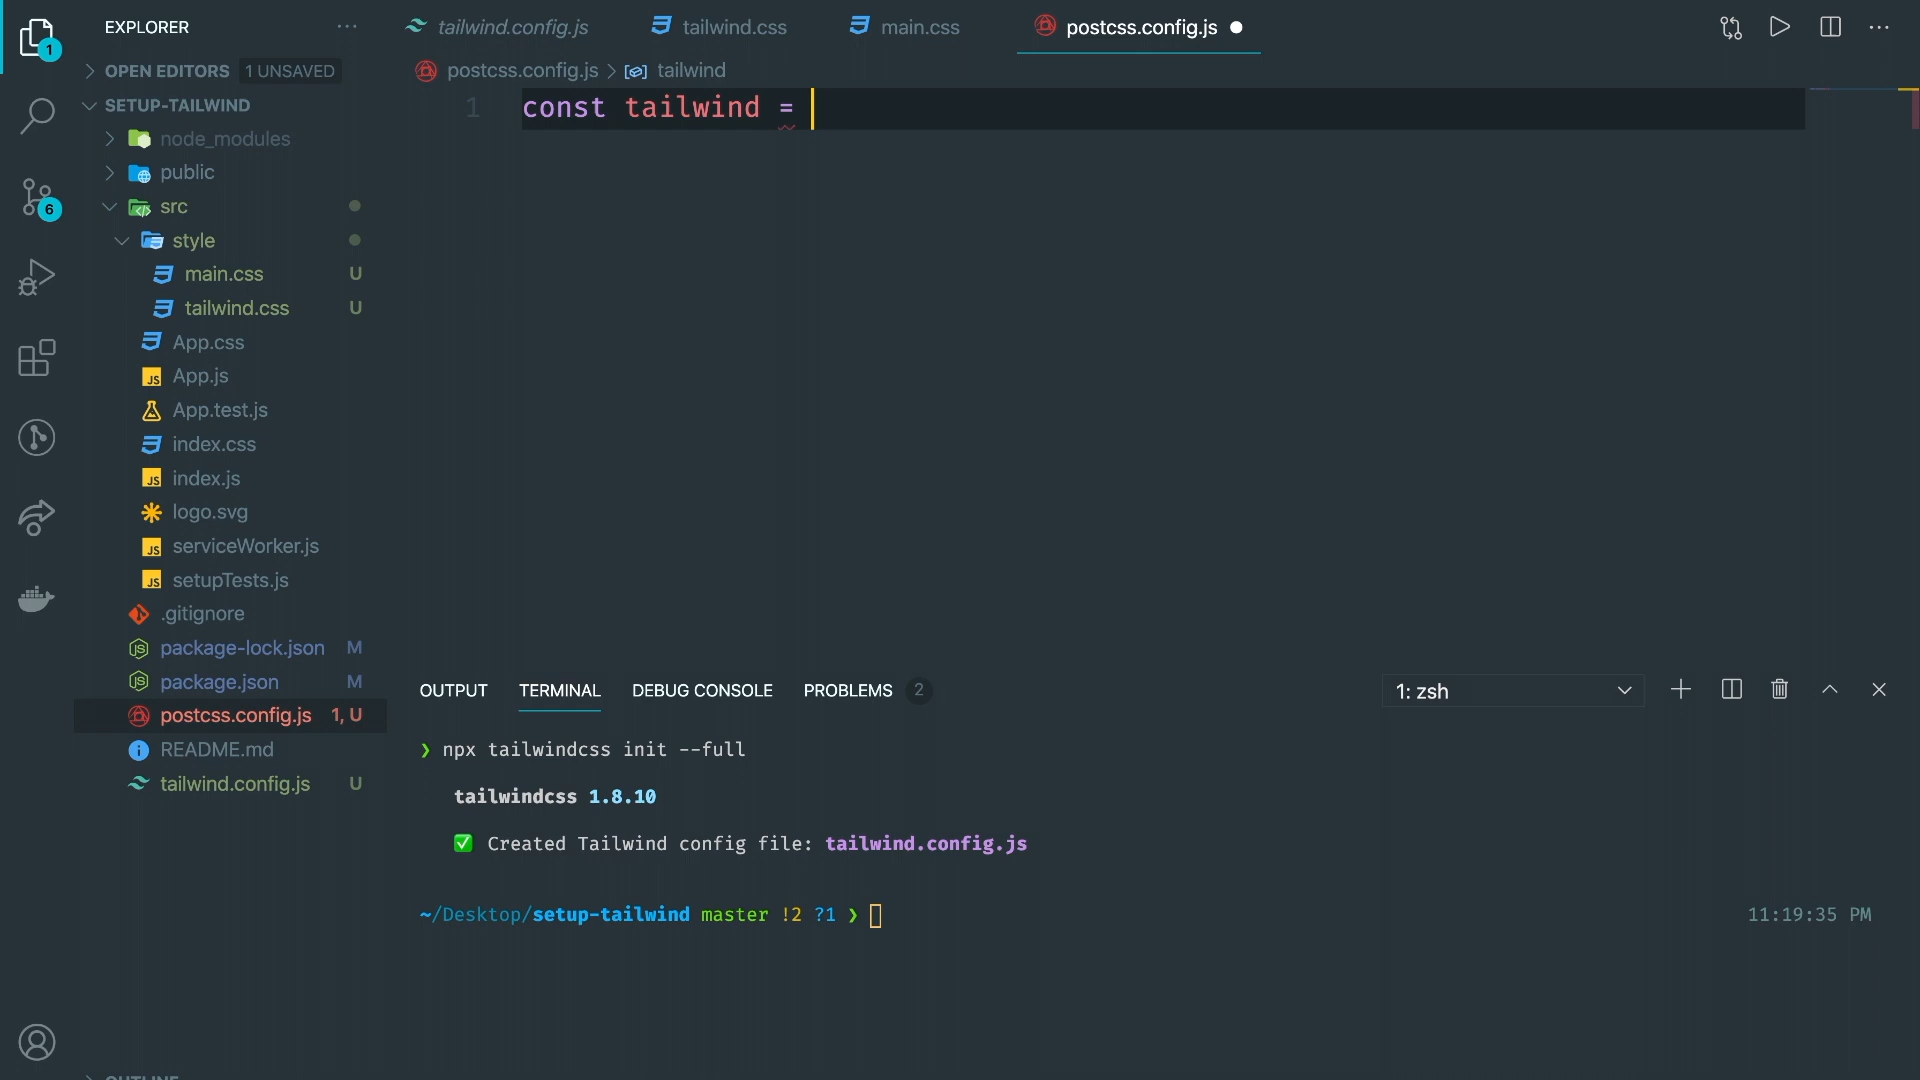 EXPLORER
tailwind.config.js
tailwind.css
main.css
postcss.config.js
1
OPEN EDITORS
1 UNSAVED
postcss.config.js
tailwind
SETUP-TAILWIND
1
const tailwind =
node_modules
public
src
6
style
main.css U
tailwind.css U
App.css
App.js
App.test.js
index.css
index.js
logo.svg
serviceWorker.js
setupTests.js
.gitignore
package-lock.json M
package.json M
postcss.config.js 1, U
README.md
tailwind.config.js U
OUTPUT
TERMINAL
DEBUG CONSOLE
PROBLEMS
2
1: zsh
❯ npx tailwindcss init --full
tailwindcss 1.8.10
✅ Created Tailwind config file: tailwind.config.js
~/Desktop/setup-tailwind master !2 ?1 ❯
11:19:35 PM
OUTLINE